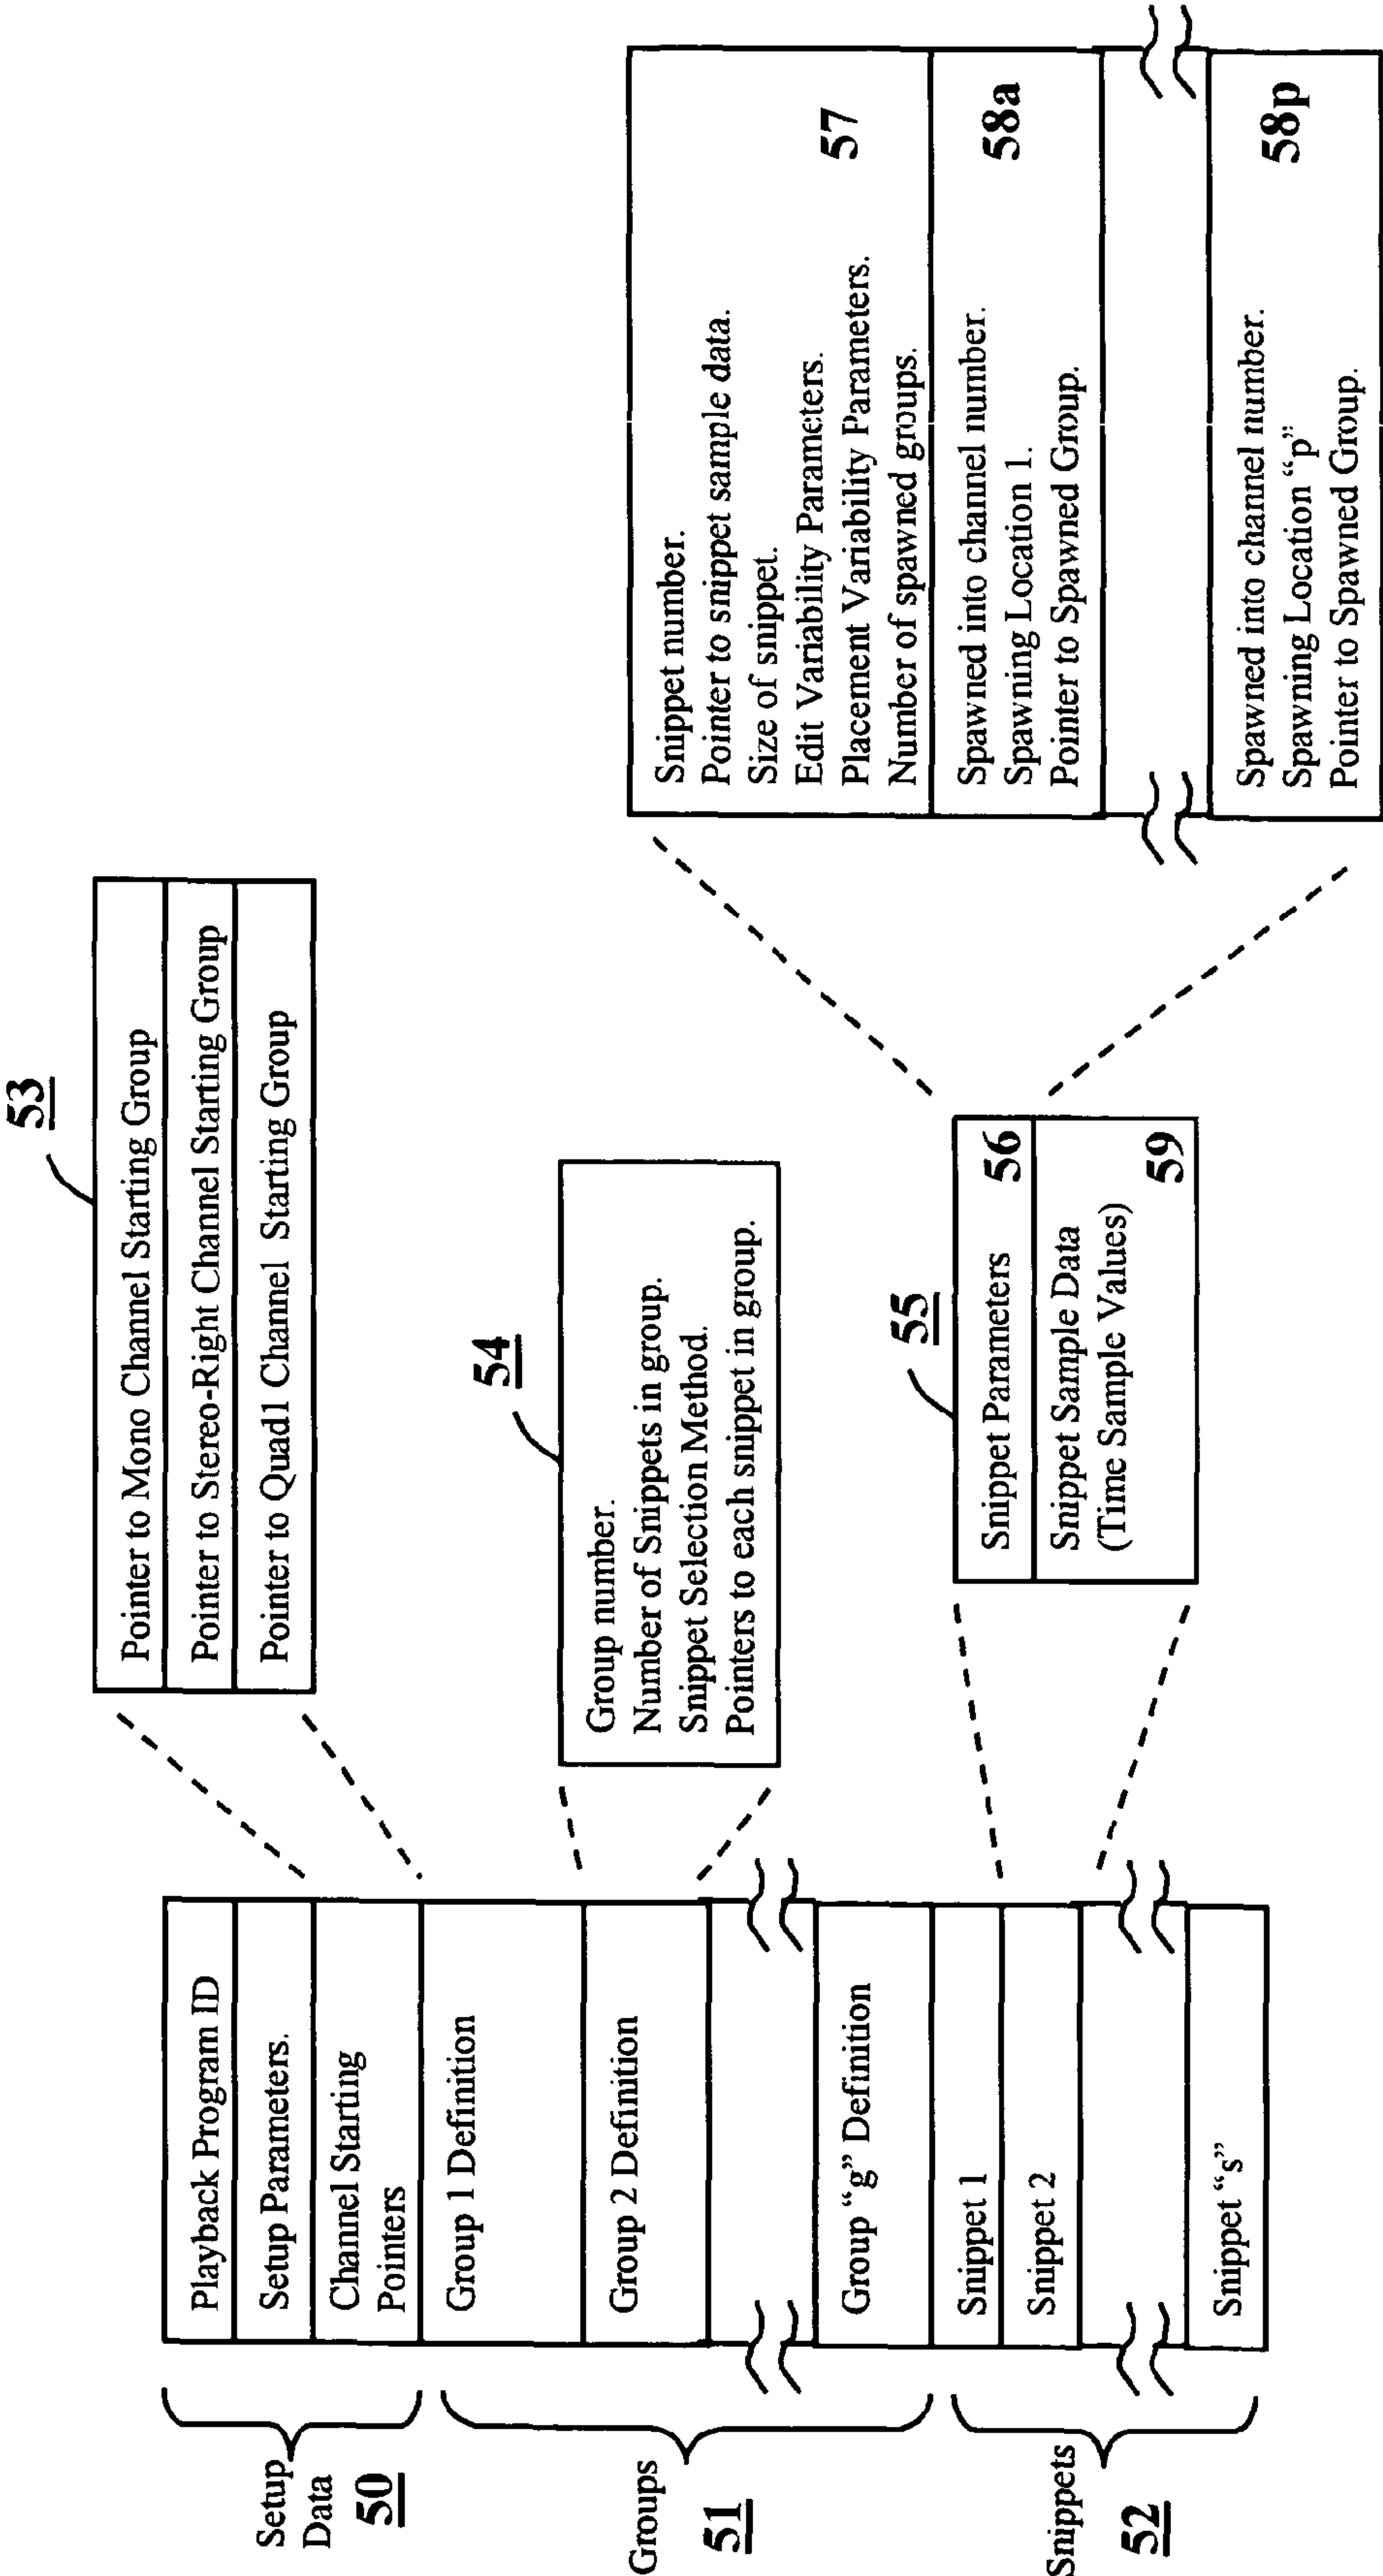 Setup
Data
50
Groups
51
Snippets
52
Playback Program ID
Setup Parameters.
Channel Starting
Pointers
Group 1 Definition
Group 2 Definition
Group “g” Definition
Snippet 1
Snippet 2
Snippet “s”
53
Pointer to Mono Channel Starting Group
Pointer to Stereo-Right Channel Starting Group
Pointer to Quad1 Channel Starting Group
54
Group number.
Number of Snippets in group.
Snippet Selection Method.
Pointers to each snippet in group.
55
Snippet Parameters 56
Snippet Sample Data
(Time Sample Values) 59
Snippet number.
Pointer to snippet sample data.
Size of snippet.
Edit Variability Parameters. 57
Placement Variability Parameters.
Number of spawned groups.
Spawned into channel number.
Spawning Location 1. 58a
Pointer to Spawned Group.
Spawned into channel number.
Spawning Location “p” 58p
Pointer to Spawned Group.